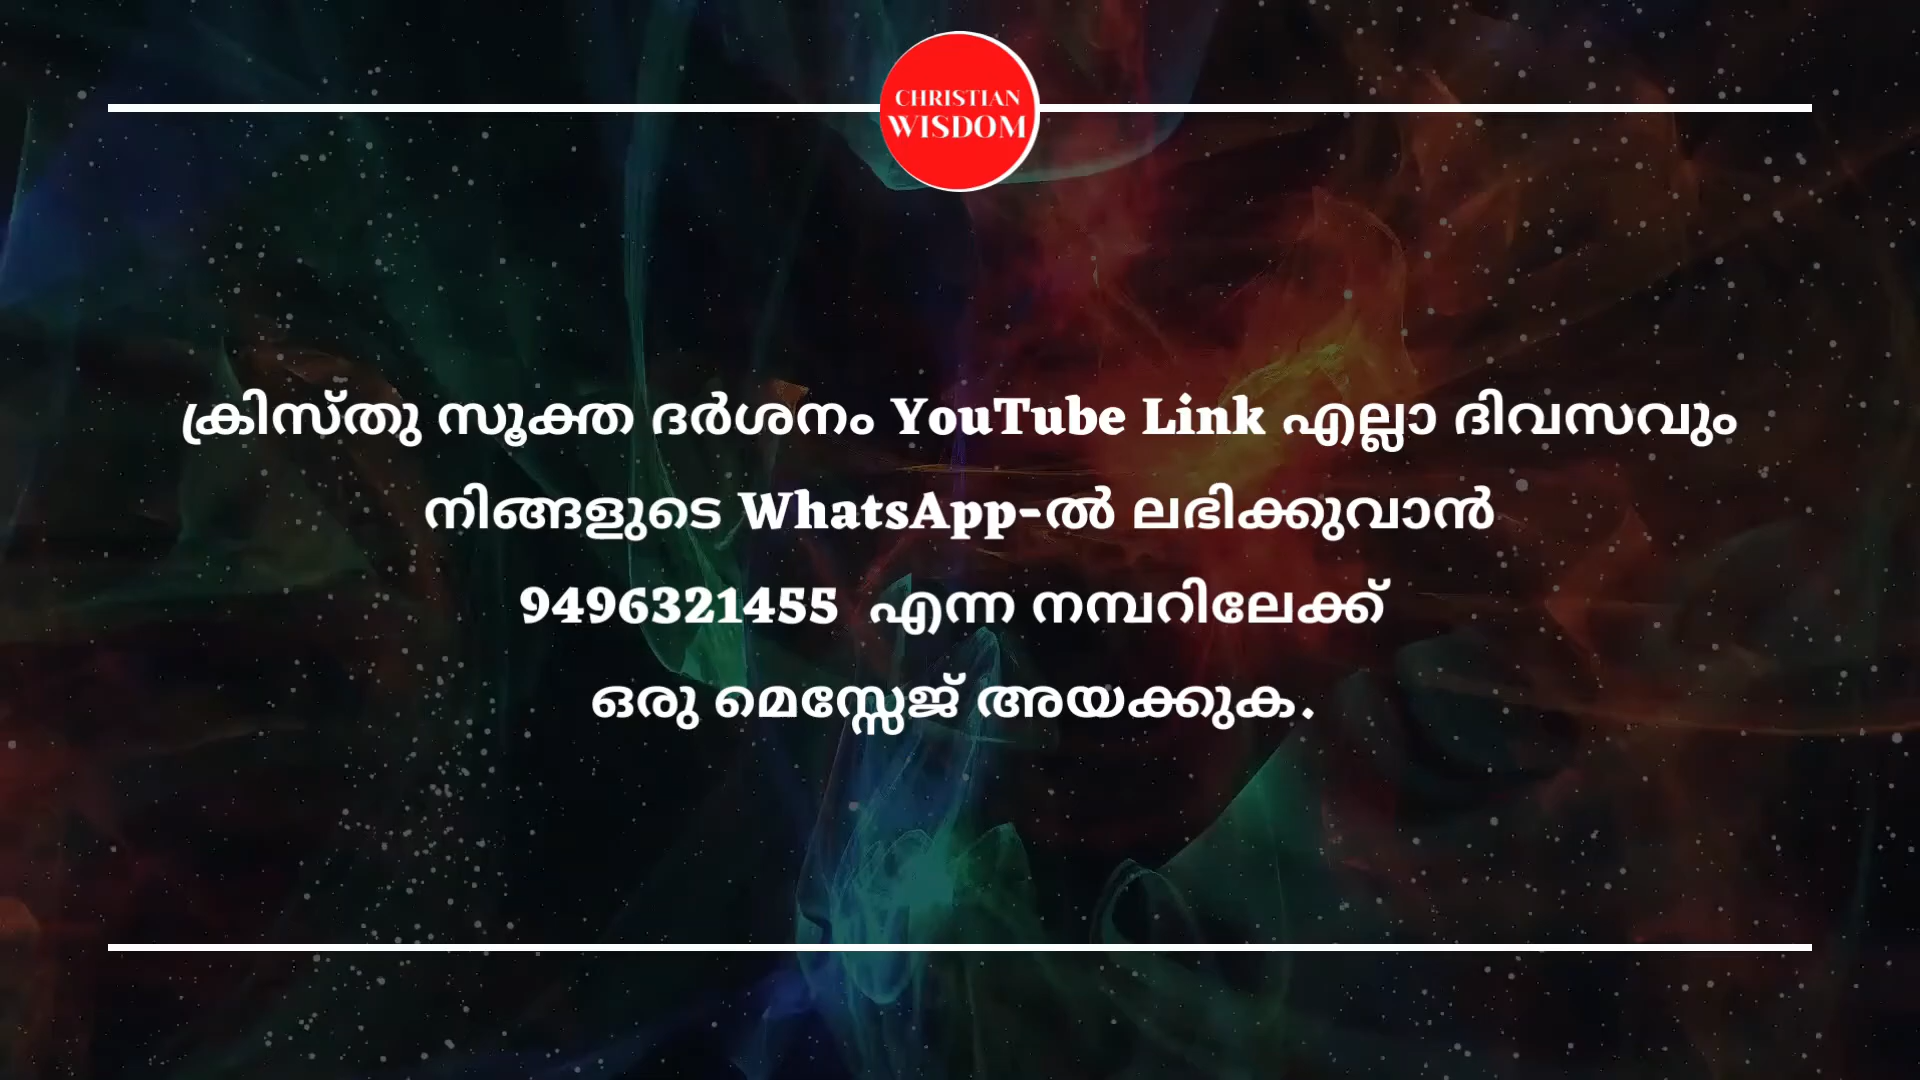 CHRISTIAN
WISDOM
ക്രിസ്തു സൂക്ത ദർശനം YouTube Link എല്ലാ ദിവസവും
നിങ്ങളുടെ WhatsApp-ൽ ലഭിക്കുവാൻ
9496321455 എന്ന നമ്പറിലേക്ക്
ഒരു മെസ്സേജ് അയക്കുക.